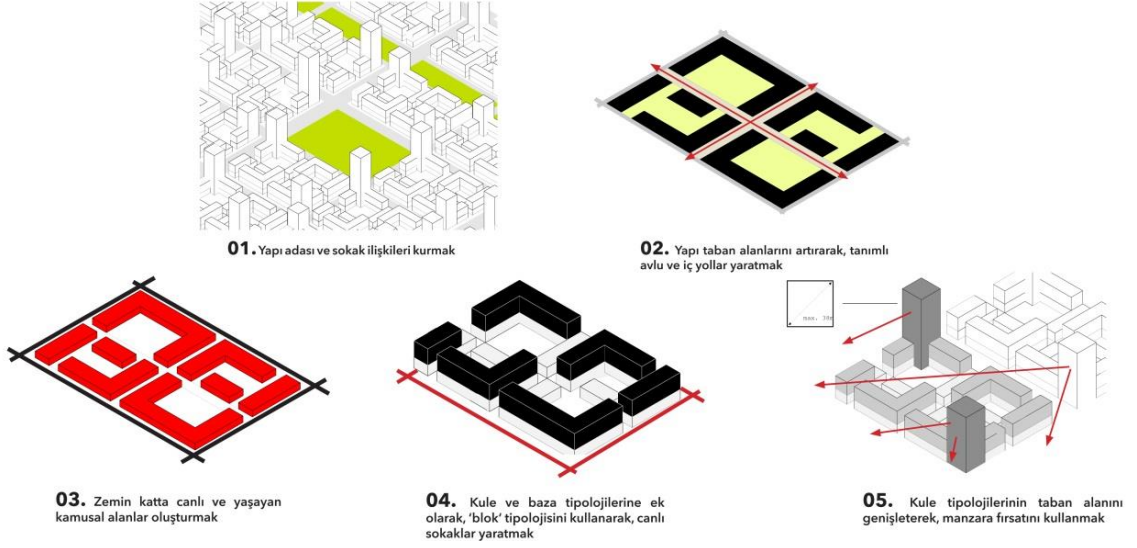 01. Yapı adası ve sokak ilişkileri kurmak
02. Yapı taban alanlarını artırarak, tanımlı
avlu ve iç yollar yaratmak
03. Zemin katta canlı ve yaşayan
kamusal alanlar oluşturmak
04. Kule ve baza tipolojilerine ek
olarak, ‘blok’ tipolojisini kullanarak, canlı
sokaklar yaratmak
max.
05. Kule tipolojilerinin taban alanını
genişleterek, manzara fırsatını kullanmak